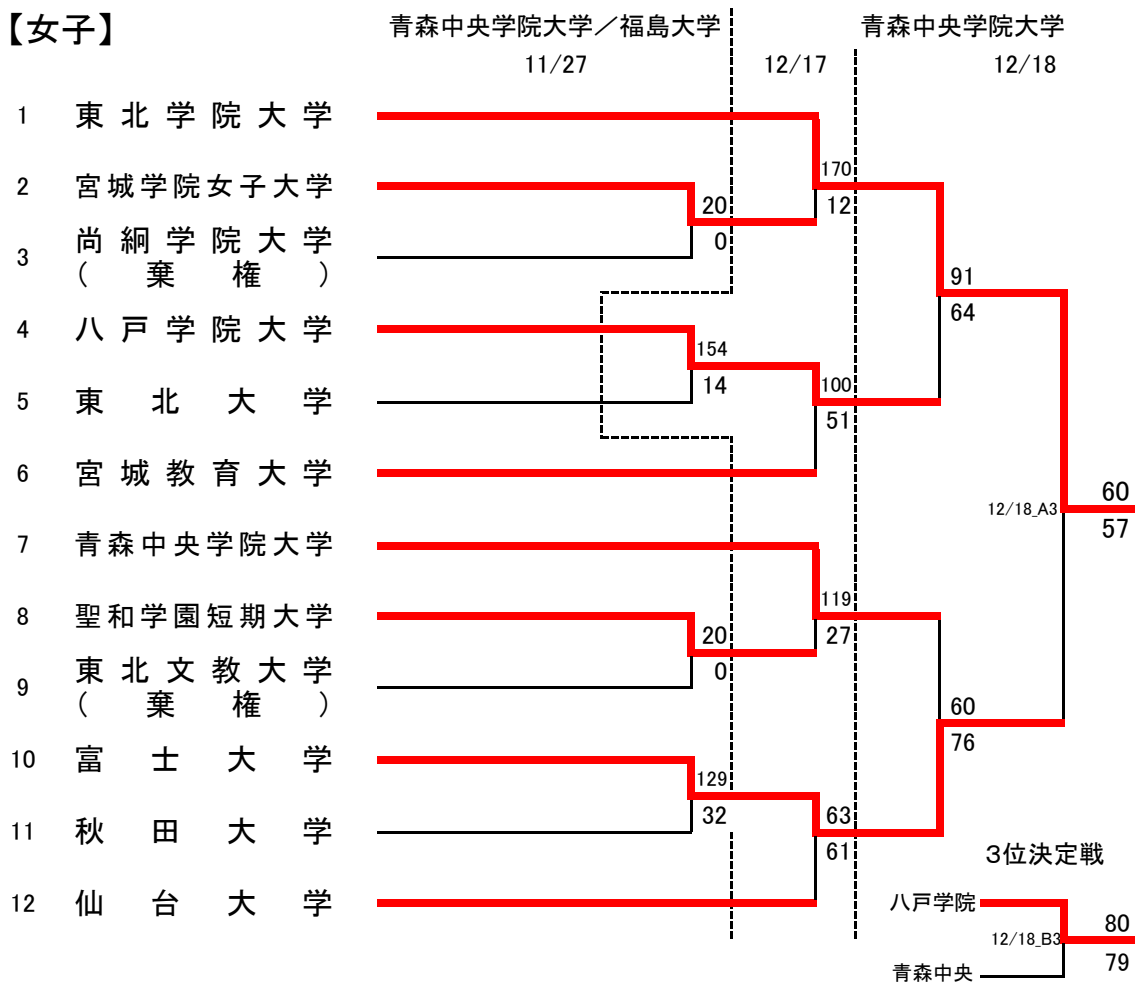 【女子】
青森中央学院大学／福島大学
青森中央学院大学
11/27
12/17
12/18
1 東北学院大学
170
2 宮城学院女子大学
20
12
0
3 尚絅学院大学
(棄権)
91
64
4 八戸学院大学
154
14
100
5 東北大学
51
6 宮城教育大学
60
12/18_A3
57
7 青森中央学院大学
119
8 聖和学園短期大学
20
27
0
9 東北文教大学
(棄権)
60
76
10 富士大学
129
32
63
11 秋田大学
61
3位決定戦
12 仙台大学
八戸学院
80
12/18_B3
79
青森中央